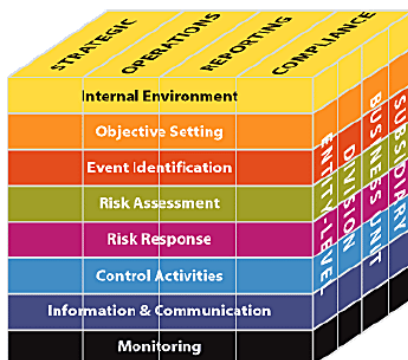 STRATEGIC
OPERATIONS
REPORTING
COMPLIANCE
Internal Environment
Objective Setting
Event Identification
Risk Assessment
Risk Response
Control Activities
Information & Communication
Monitoring
ENTITY-LEVEL
DIVISION
BUSINESS UNIT
SUBSIDIARY